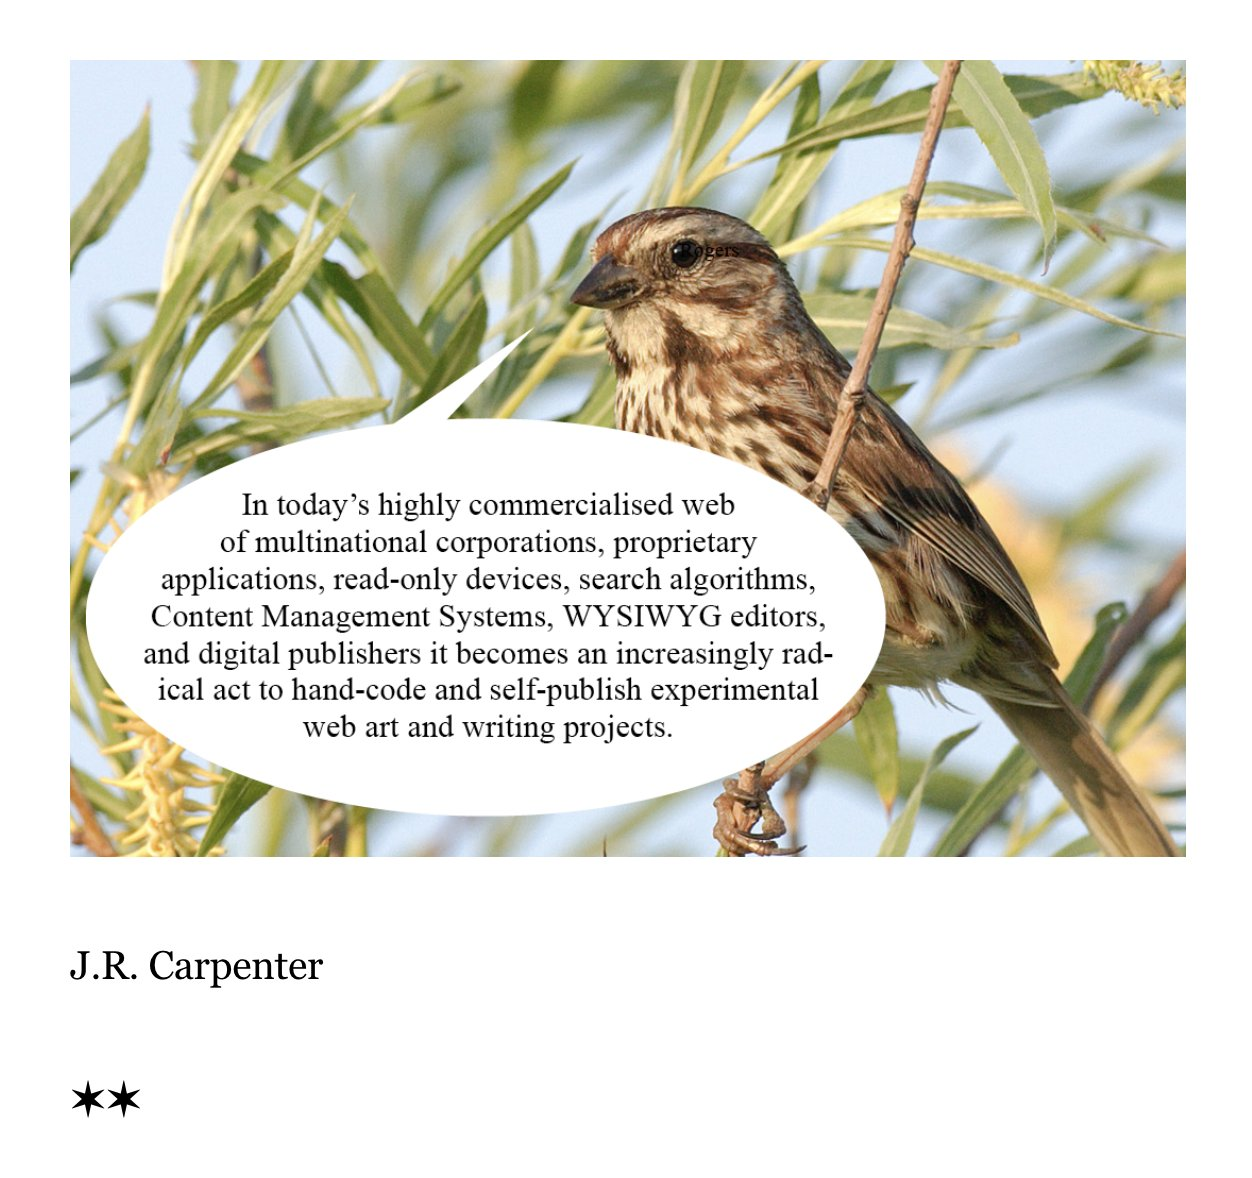 Rogers
In today’s highly commercialised web
of multinational corporations, proprietary
applications, read-only devices, search algorithms,
Content Management Systems, WYSIWYG editors,
and digital publishers it becomes an increasingly rad-
ical act to hand-code and self-publish experimental
web art and writing projects.
J.R. Carpenter
✶✶